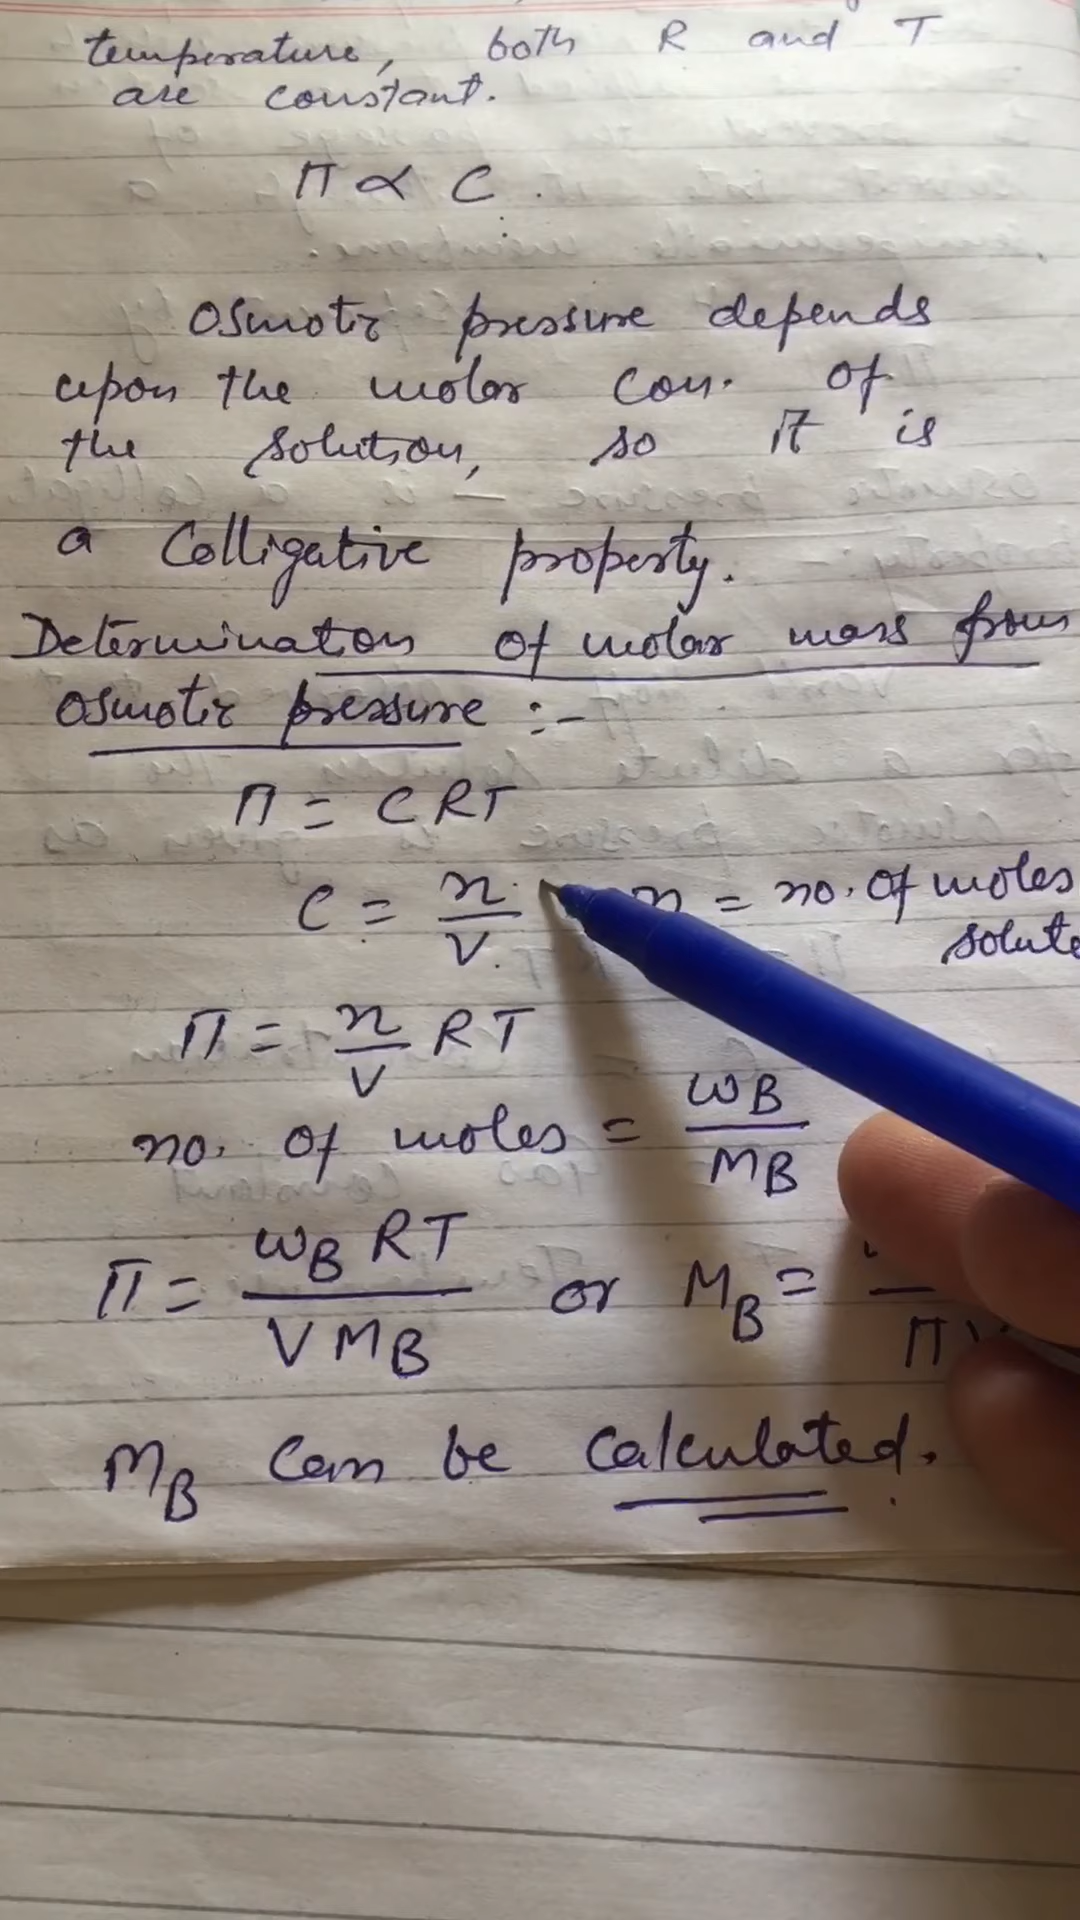 temperature, both R and T
are constant.
Π ∝ C.
Osmotic pressure depends
upon the molar con. of
the solution, so it is
a Colligative property.
Determination of molar mass from
osmotic pressure :-
Π = CRT
C = n/V n = no. of moles
solute
Π = n/V RT
no. of moles = wB/MB
Π = wB RT / V MB or MB = / Π V
MB can be calculated.